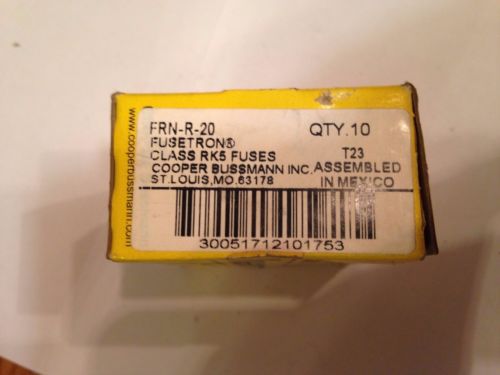 FRN-R-20 QTY.10
FUSETRON®
CLASS RK5 FUSES T23
COOPER BUSSMANN INC. ASSEMBLED
ST.LOUIS,MO.63178 IN MEXICO
30051712101753
www.cooperbussmann.com